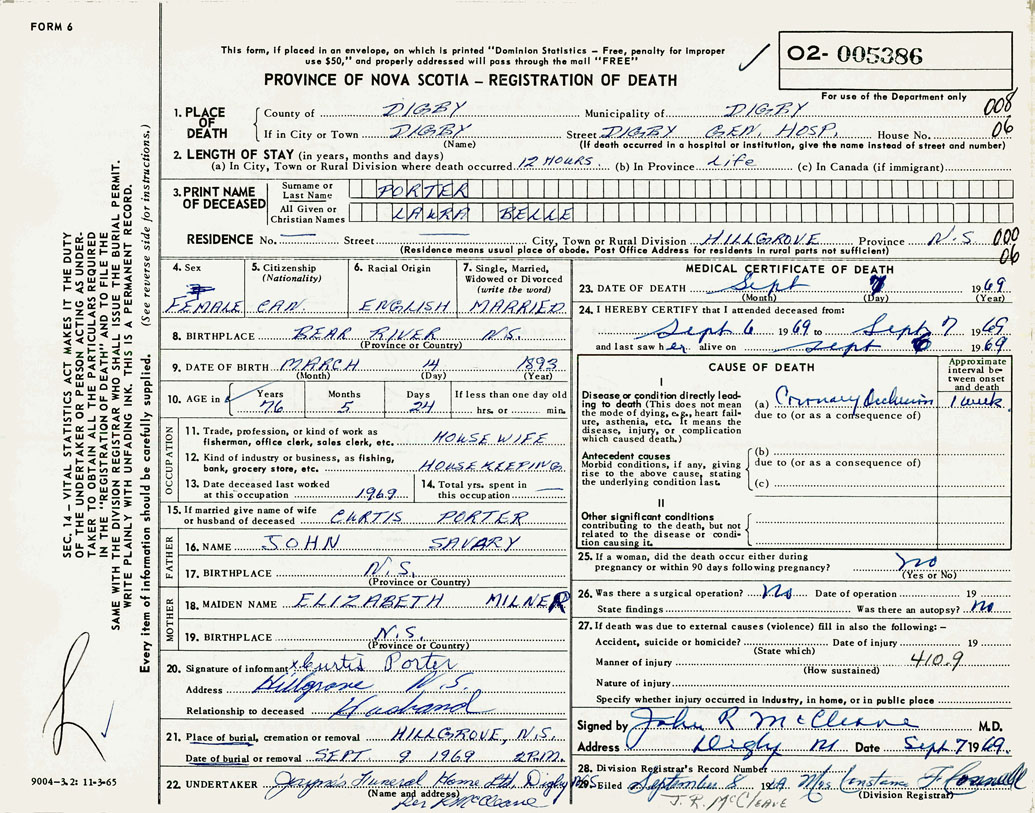 FORM 6
This form, if placed in an envelope, on which is printed "Dominion Statistics – Free, penalty for improper
use $50," and properly addressed will pass through the mail "FREE"
PROVINCE OF NOVA SCOTIA – REGISTRATION OF DEATH
02- 005386
For use of the Department only
008
06
1. PLACE OF DEATH
County of DIGBY Municipality of DIGBY
If in City or Town DIGBY Street DIGBY GEN. HOSP. House No.
(Name) (If death occurred in a hospital or institution, give the name instead of street and number)
2. LENGTH OF STAY (in years, months and days)
(a) In City, Town or Rural Division where death occurred. 12 HOURS. (b) In Province Life (c) In Canada (if immigrant)
3. PRINT NAME OF DECEASED
Surname or Last Name PORTER
All Given or Christian Names LAURA BELLE
RESIDENCE No. — Street — City, Town or Rural Division HILLGROVE Province N.S. 000
06
(Residence means usual place of abode. Post Office Address for residents in rural parts not sufficient)
4. Sex 5. Citizenship (Nationality) 6. Racial Origin 7. Single, Married, Widowed or Divorced (write the word)
FEMALE CAN. ENGLISH MARRIED
8. BIRTHPLACE BEAR RIVER N.S.
(Province or Country)
9. DATE OF BIRTH MARCH 14 1893
(Month) (Day) (Year)
10. AGE in Years Months Days If less than one day old
76 5 24 hrs. or min.
OCCUPATION
11. Trade, profession, or kind of work as
fisherman, office clerk, sales clerk, etc. HOUSE WIFE
12. Kind of industry or business, as fishing,
bank, grocery store, etc. HOUSEKEEPING
13. Date deceased last worked
at this occupation 1969
14. Total yrs. spent in
this occupation —
15. If married give name of wife
or husband of deceased CURTIS PORTER
FATHER
16. NAME JOHN SAVARY
17. BIRTHPLACE N.S.
(Province or Country)
MOTHER
18. MAIDEN NAME ELIZABETH MILNER
19. BIRTHPLACE N.S.
(Province or Country)
20. Signature of informant x Curtis Porter
Address Hillgrove N.S.
Relationship to deceased Husband
21. Place of burial, cremation or removal HILLGROVE, N.S.
Date of burial or removal SEPT. 9 1969 2 P.M.
22. UNDERTAKER Jayne's Funeral Home Ltd, Digby N.S.
(Name and address)
Per R McCleave
MEDICAL CERTIFICATE OF DEATH
23. DATE OF DEATH Sept 7 1969
(Month) (Day) (Year)
24. I HEREBY CERTIFY that I attended deceased from:
Sept 6 1969 to Sept 7 1969
and last saw her alive on Sept 6 1969
CAUSE OF DEATH
Approximate interval between onset and death
I
Disease or condition directly leading to death (This does not mean the mode of dying, e.g., heart failure, asthenia, etc. It means the disease, injury, or complication which caused death.)
(a) Coronary Occlusion 1 week
due to (or as a consequence of)
Antecedent causes
Morbid conditions, if any, giving rise to the above cause, stating the underlying condition last.
(b)
due to (or as a consequence of)
(c)
II
Other significant conditions
contributing to the death, but not related to the disease or condition causing it.
25. If a woman, did the death occur either during
pregnancy or within 90 days following pregnancy? no
(Yes or No)
26. Was there a surgical operation? No Date of operation 19
State findings Was there an autopsy? No
27. If death was due to external causes (violence) fill in also the following: –
Accident, suicide or homicide? Date of injury 19
(State which)
Manner of injury 410.9
(How sustained)
Nature of injury
Specify whether injury occurred in industry, in home, or in public place
Signed by John R McCleave M.D.
Address Digby Date Sept 7 1969.
28. Division Registrar's Record Number
29. Filed September 8 19
(Division Registrar)
J. R. McCLEAVE
SEC. 14 – VITAL STATISTICS ACT MAKES IT THE DUTY
OF THE UNDERTAKER OR PERSON ACTING AS UNDER-
TAKER TO OBTAIN ALL THE PARTICULARS REQUIRED
IN THE "REGISTRATION OF DEATH" AND TO FILE THE
SAME WITH THE DIVISION REGISTRAR WHO SHALL ISSUE THE BURIAL PERMIT.
WRITE PLAINLY WITH UNFADING INK. THIS IS A PERMANENT RECORD.
Every item of information should be carefully supplied. (See reverse side for instructions.)
9004–3.2: 11-3-65